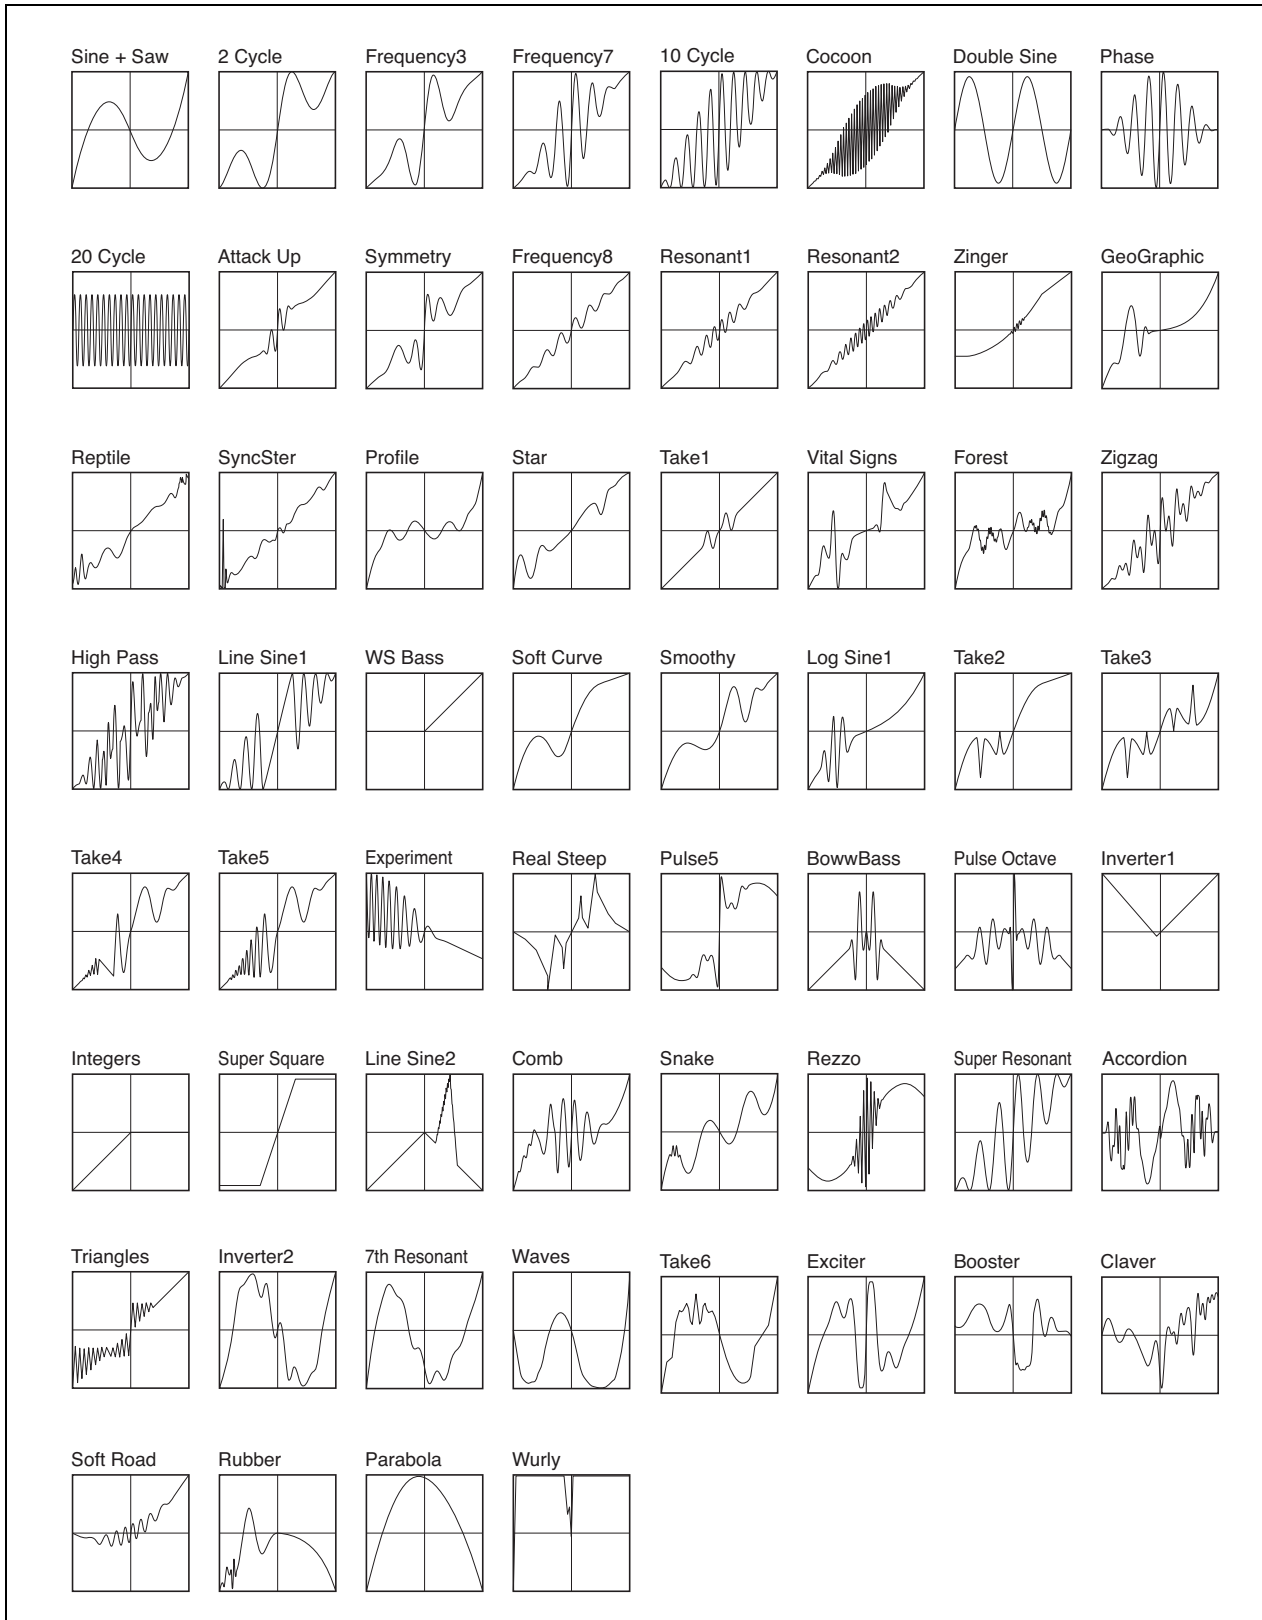 Sine + Saw 2 Cycle Frequency3 Frequency7 10 Cycle Cocoon Double Sine Phase
20 Cycle Attack Up Symmetry Frequency8 Resonant1 Resonant2 Zinger GeoGraphic
Reptile SyncSter Profile Star Take1 Vital Signs Forest Zigzag
High Pass Line Sine1 WS Bass Soft Curve Smoothy Log Sine1 Take2 Take3
Take4 Take5 Experiment Real Steep Pulse5 BowwBass Pulse Octave Inverter1
Integers Super Square Line Sine2 Comb Snake Rezzo Super Resonant Accordion
Triangles Inverter2 7th Resonant Waves Take6 Exciter Booster Claver
Soft Road Rubber Parabola Wurly